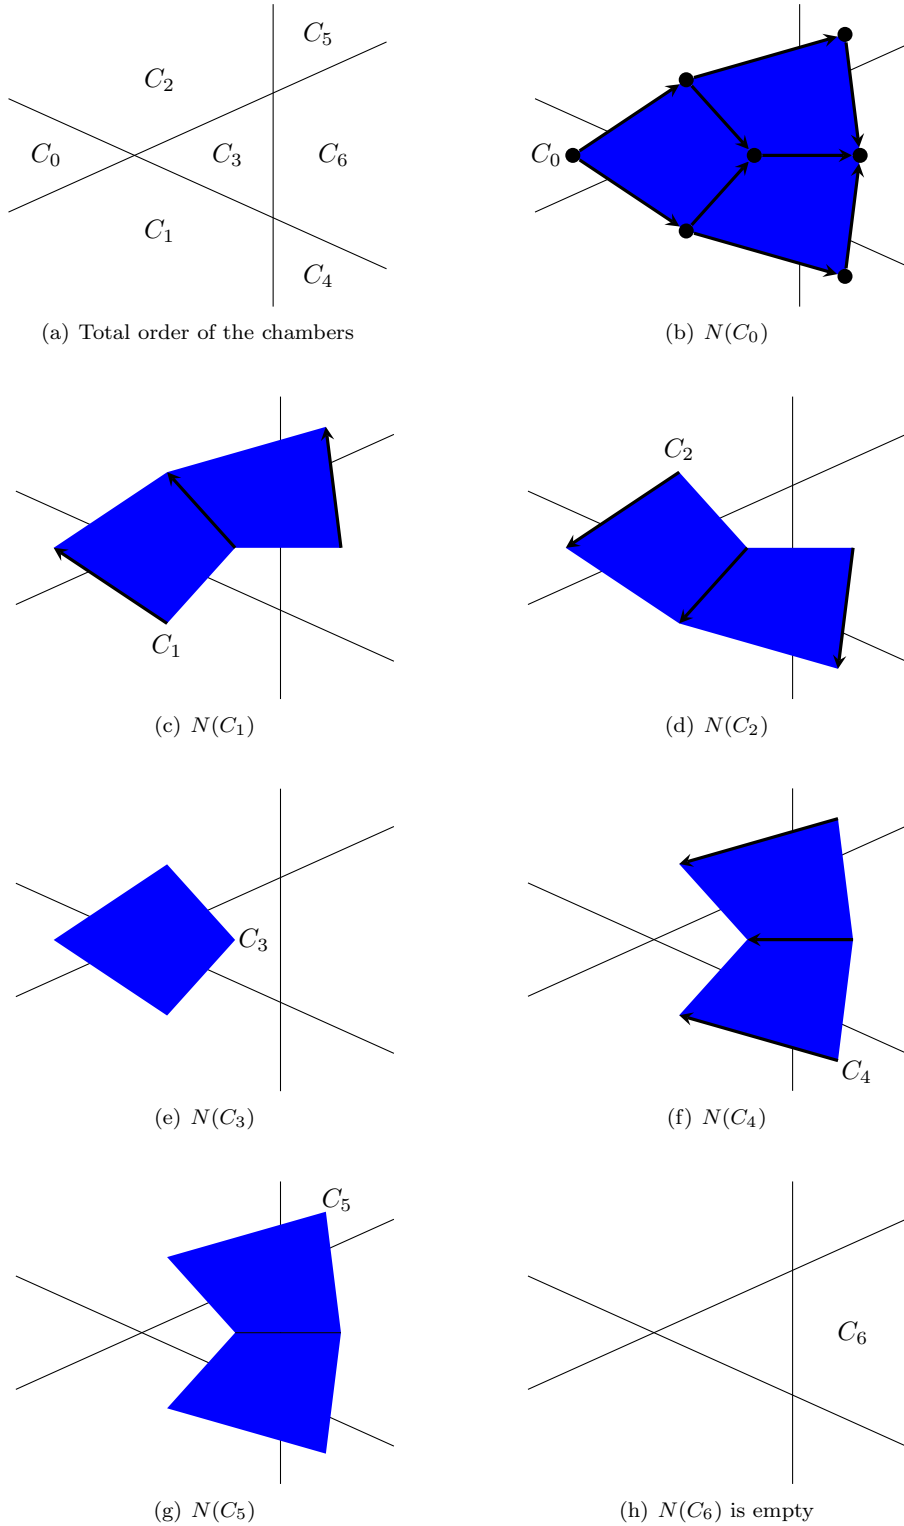 C₅
C₂
C₀
C₃
C₆
C₁
C₄
(a) Total order of the chambers
C₀
(b) N(C₀)
C₁
(c) N(C₁)
C₂
(d) N(C₂)
C₃
(e) N(C₃)
C₄
(f) N(C₄)
C₅
(g) N(C₅)
C₆
(h) N(C₆) is empty